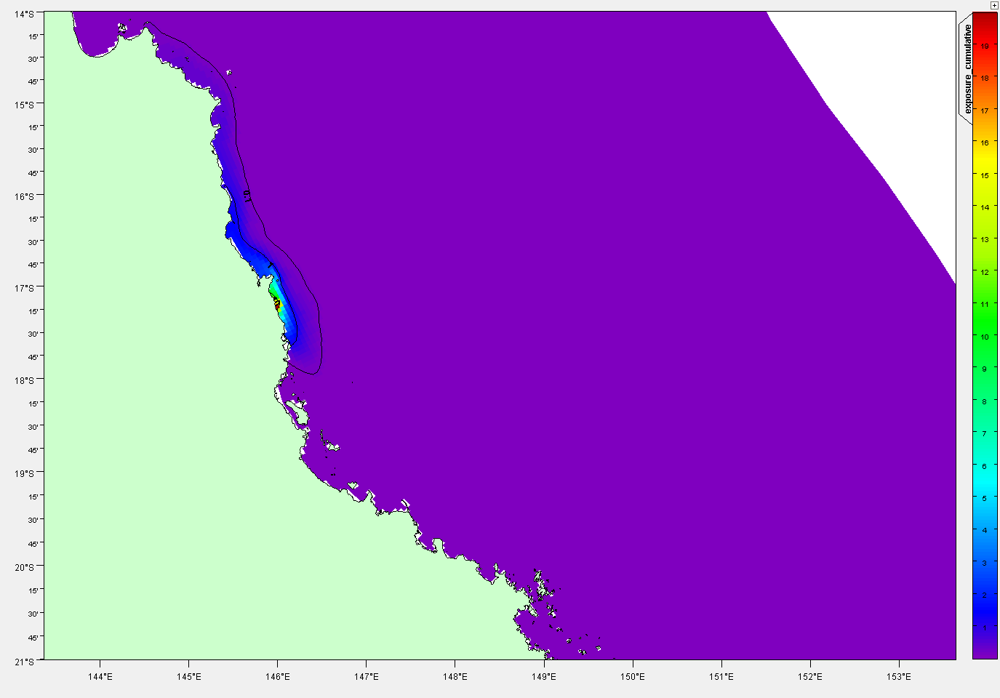 14°S
15'
30'
45'
15°S
15'
30'
45'
16°S
15'
30'
45'
17°S
15'
30'
45'
18°S
15'
30'
45'
19°S
15'
30'
45'
20°S
15'
30'
45'
21°S
144°E
145°E
146°E
147°E
148°E
149°E
150°E
151°E
152°E
153°E
0.1
1
exposure_cumulative
19
18
17
16
15
14
13
12
11
10
9
8
7
6
5
4
3
2
1